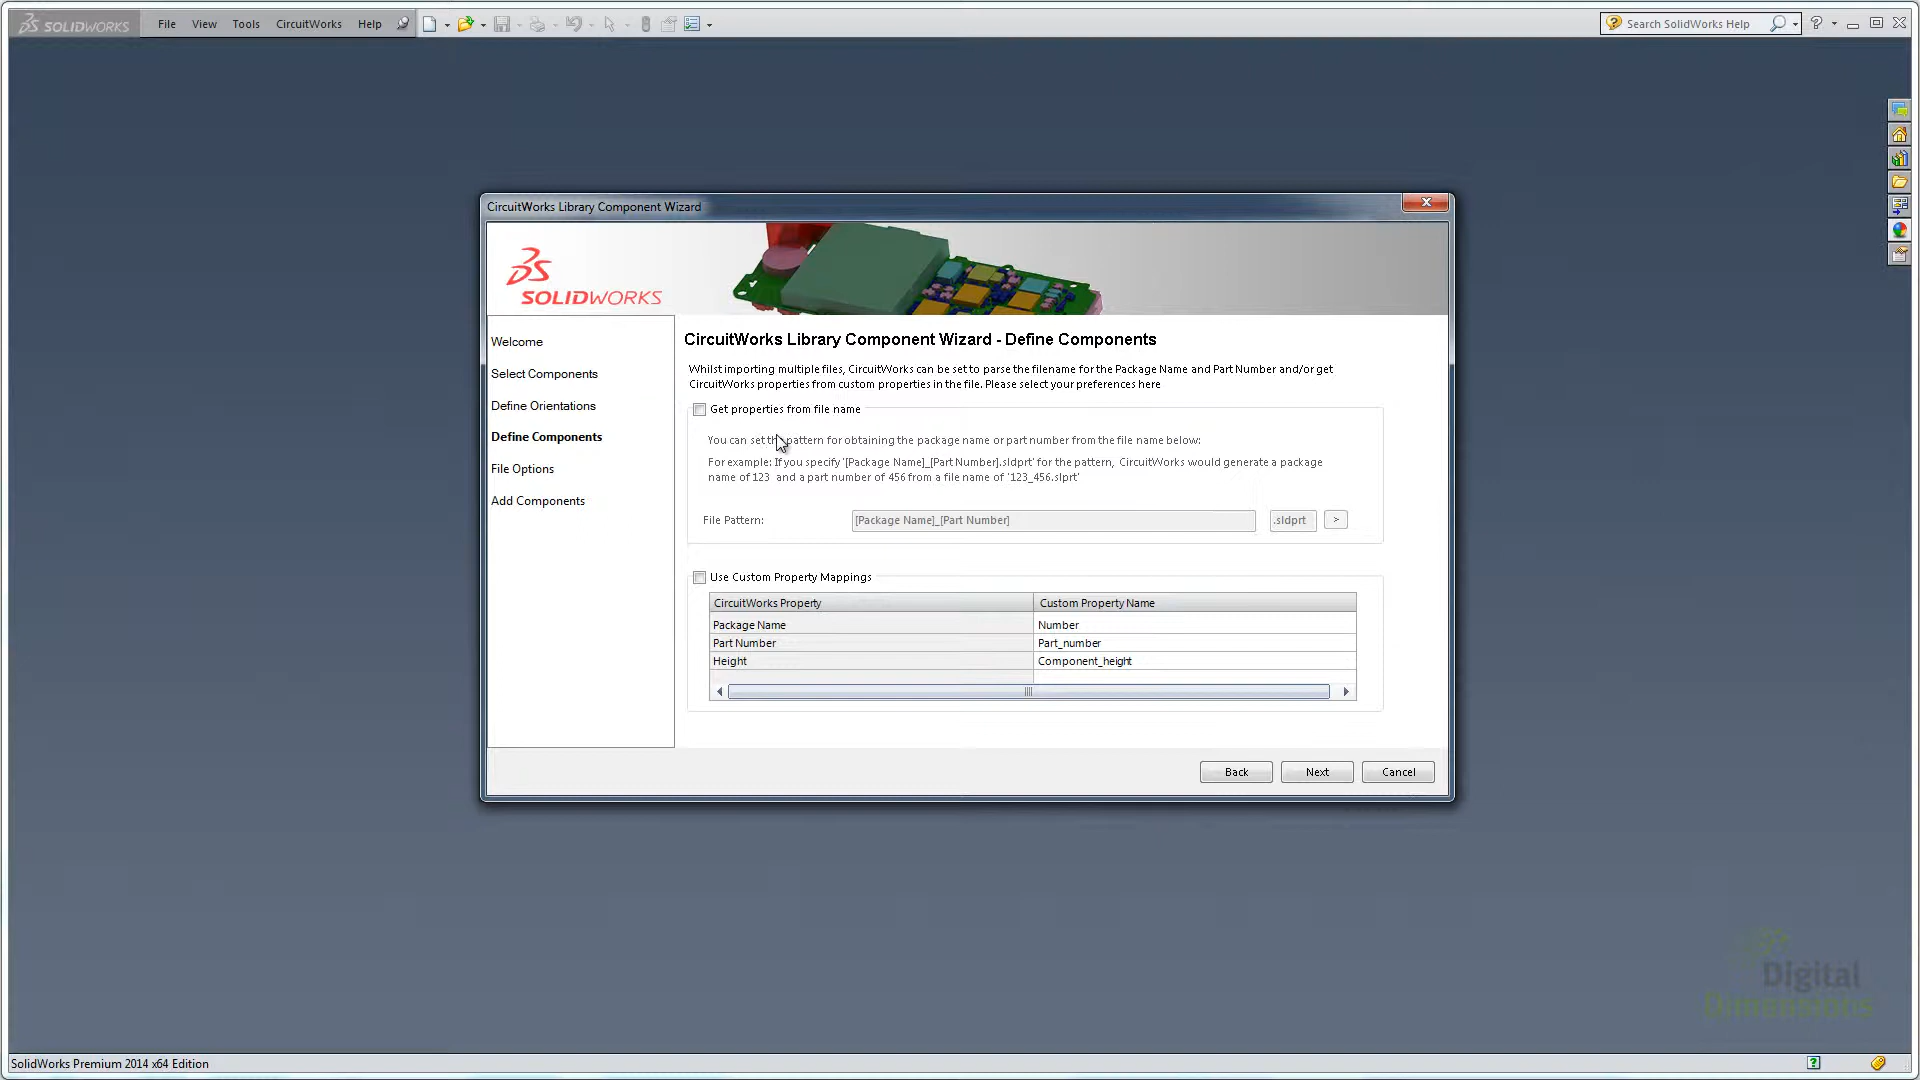 SOLIDWORKS File View Tools CircuitWorks Help Search SolidWorks Help ?
CircuitWorks Library Component Wizard
SOLIDWORKS
Welcome
Select Components
Define Orientations
Define Components
File Options
Add Components
CircuitWorks Library Component Wizard - Define Components
Whilst importing multiple files, CircuitWorks can be set to parse the filename for the Package Name and Part Number and/or get
CircuitWorks properties from custom properties in the file. Please select your preferences here
Get properties from file name
You can set the pattern for obtaining the package name or part number from the file name below:
For example: If you specify '[Package Name]_[Part Number].sldprt' for the pattern, CircuitWorks would generate a package
name of 123 and a part number of 456 from a file name of '123_456.slprt'
File Pattern: [Package Name]_[Part Number] .sldprt >
Use Custom Property Mappings
CircuitWorks Property Custom Property Name
Package Name Number
Part Number Part_number
Height Component_height
Back Next Cancel
Digital
Dimensions
SolidWorks Premium 2014 x64 Edition